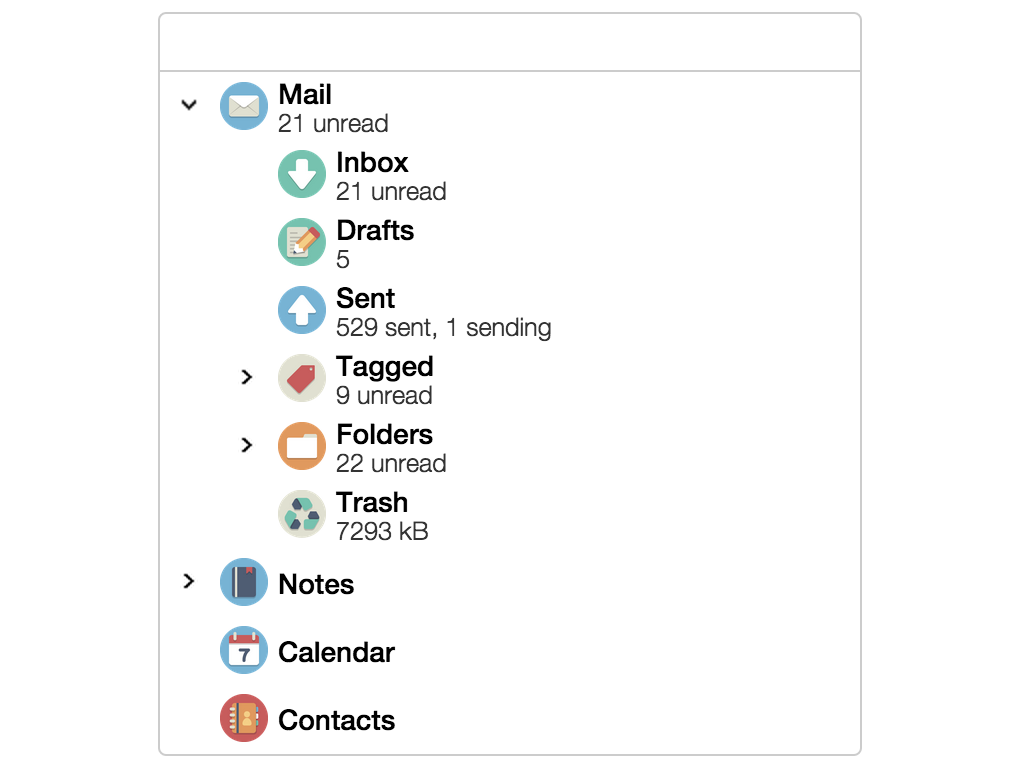 Mail
21 unread
Inbox
21 unread
Drafts
5
Sent
529 sent, 1 sending
Tagged
9 unread
Folders
22 unread
Trash
7293 kB
Notes
7
Calendar
Contacts